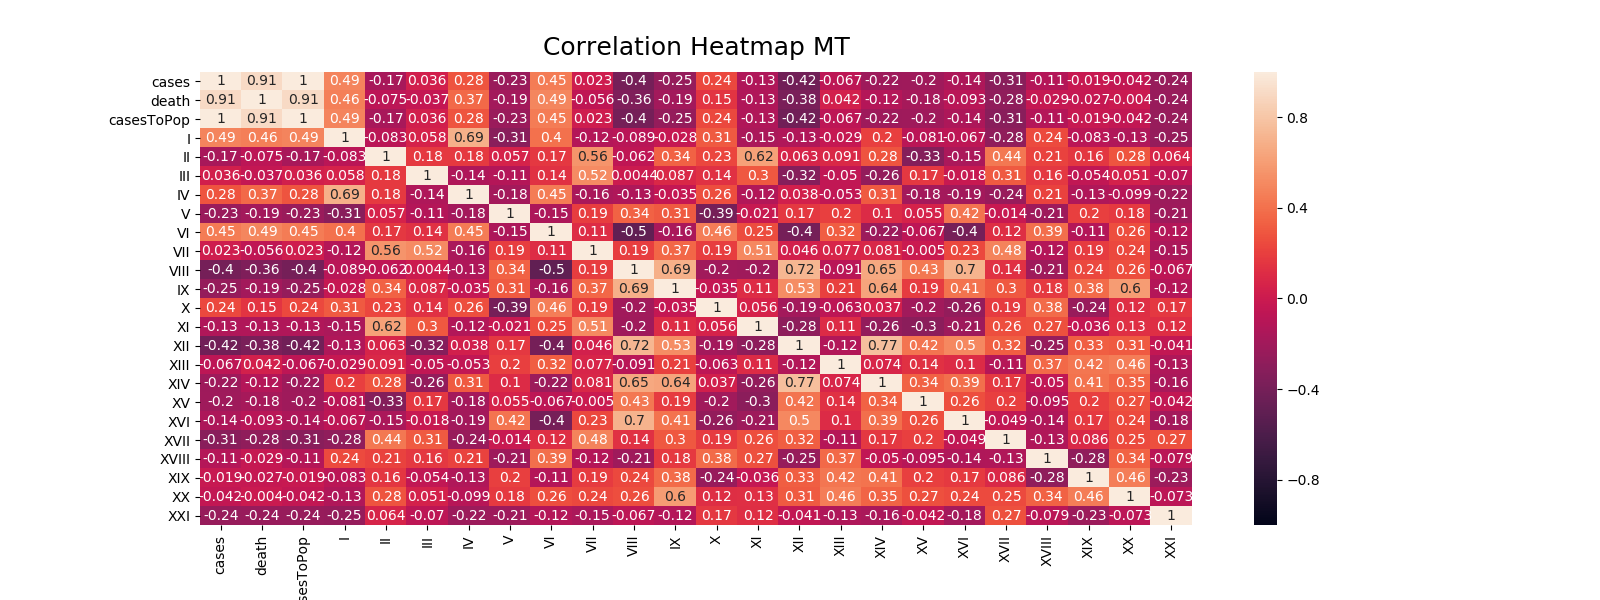 Correlation Heatmap MT
cases 1 0.91 1 0.49 -0.17 0.036 0.28 -0.23 0.45 0.023 -0.4 -0.25 0.24 -0.13 -0.42 -0.067 -0.22 -0.2 -0.14 -0.31 -0.11 -0.019 -0.042 -0.24
death 0.91 1 0.91 0.46 -0.075 -0.037 0.37 -0.19 0.49 -0.056 -0.36 -0.19 0.15 -0.13 -0.38 0.042 -0.12 -0.18 -0.093 -0.28 -0.029 -0.027 -0.004 -0.24
casesToPop 1 0.91 1 0.49 -0.17 0.036 0.28 -0.23 0.45 0.023 -0.4 -0.25 0.24 -0.13 -0.42 -0.067 -0.22 -0.2 -0.14 -0.31 -0.11 -0.019 -0.042 -0.24
I 0.49 0.46 0.49 1 -0.083 0.058 0.69 -0.31 0.4 -0.12 -0.089 -0.028 0.31 -0.15 -0.13 -0.029 0.2 -0.081 -0.067 -0.28 0.24 -0.083 -0.13 -0.25
II -0.17 -0.075 -0.17 -0.083 1 0.18 0.18 0.057 0.17 0.56 -0.062 0.34 0.23 0.62 0.063 0.091 0.28 -0.33 -0.15 0.44 0.21 0.16 0.28 0.064
III 0.036 -0.037 0.036 0.058 0.18 1 -0.14 -0.11 0.14 0.52 0.0044 0.087 0.14 0.3 -0.32 -0.05 -0.26 0.17 -0.018 0.31 0.16 -0.054 0.051 -0.07
IV 0.28 0.37 0.28 0.69 0.18 -0.14 1 -0.18 0.45 -0.16 -0.13 -0.035 0.26 -0.12 0.038 -0.053 0.31 -0.18 -0.19 -0.24 0.21 -0.13 -0.099 -0.22
V -0.23 -0.19 -0.23 -0.31 0.057 -0.11 -0.18 1 -0.15 0.19 0.34 0.31 -0.39 -0.021 0.17 0.2 0.1 0.055 0.42 -0.014 -0.21 0.2 0.18 -0.21
VI 0.45 0.49 0.45 0.4 0.17 0.14 0.45 -0.15 1 0.11 -0.5 -0.16 0.46 0.25 -0.4 0.32 -0.22 -0.067 -0.4 0.12 0.39 -0.11 0.26 -0.12
VII 0.023 -0.056 0.023 -0.12 0.56 0.52 -0.16 0.19 0.11 1 0.19 0.37 0.19 0.51 0.046 0.077 0.081 -0.005 0.23 0.48 -0.12 0.19 0.24 -0.15
VIII -0.4 -0.36 -0.4 -0.089 -0.062 0.0044 -0.13 0.34 -0.5 0.19 1 0.69 -0.2 -0.2 0.72 -0.091 0.65 0.43 0.7 0.14 -0.21 0.24 0.26 -0.067
IX -0.25 -0.19 -0.25 -0.028 0.34 0.087 -0.035 0.31 -0.16 0.37 0.69 1 -0.035 0.11 0.53 0.21 0.64 0.19 0.41 0.3 0.18 0.38 0.6 -0.12
X 0.24 0.15 0.24 0.31 0.23 0.14 0.26 -0.39 0.46 0.19 -0.2 -0.035 1 0.056 -0.19 -0.063 0.037 -0.2 -0.26 0.19 0.38 -0.24 0.12 0.17
XI -0.13 -0.13 -0.13 -0.15 0.62 0.3 -0.12 -0.021 0.25 0.51 -0.2 0.11 0.056 1 -0.28 0.11 -0.26 -0.3 -0.21 0.26 0.27 -0.036 0.13 0.12
XII -0.42 -0.38 -0.42 -0.13 0.063 -0.32 0.038 0.17 -0.4 0.046 0.72 0.53 -0.19 -0.28 1 -0.12 0.77 0.42 0.5 0.32 -0.25 0.33 0.31 -0.041
XIII -0.067 0.042 -0.067 -0.029 0.091 -0.05 -0.053 0.2 0.32 0.077 -0.091 0.21 -0.063 0.11 -0.12 1 0.074 0.14 0.1 -0.11 0.37 0.42 0.46 -0.13
XIV -0.22 -0.12 -0.22 0.2 0.28 -0.26 0.31 0.1 -0.22 0.081 0.65 0.64 0.037 -0.26 0.77 0.074 1 0.34 0.39 0.17 -0.05 0.41 0.35 -0.16
XV -0.2 -0.18 -0.2 -0.081 -0.33 0.17 -0.18 0.055 -0.067 -0.005 0.43 0.19 -0.2 -0.3 0.42 0.14 0.34 1 0.26 0.2 -0.095 0.2 0.27 -0.042
XVI -0.14 -0.093 -0.14 -0.067 -0.15 -0.018 -0.19 0.42 -0.4 0.23 0.7 0.41 -0.26 -0.21 0.5 0.1 0.39 0.26 1 -0.049 -0.14 0.17 0.24 -0.18
XVII -0.31 -0.28 -0.31 -0.28 0.44 0.31 -0.24 -0.014 0.12 0.48 0.14 0.3 0.19 0.26 0.32 -0.11 0.17 0.2 -0.049 1 -0.13 0.086 0.25 0.27
XVIII -0.11 -0.029 -0.11 0.24 0.21 0.16 0.21 -0.21 0.39 -0.12 -0.21 0.18 0.38 0.27 -0.25 0.37 -0.05 -0.095 -0.14 -0.13 1 -0.28 0.34 -0.079
XIX -0.019 -0.027 -0.019 -0.083 0.16 -0.054 -0.13 0.2 -0.11 0.19 0.24 0.38 -0.24 -0.036 0.33 0.42 0.41 0.2 0.17 0.086 -0.28 1 0.46 -0.23
XX -0.042 -0.004 -0.042 -0.13 0.28 0.051 -0.099 0.18 0.26 0.24 0.26 0.6 0.12 0.13 0.31 0.46 0.35 0.27 0.24 0.25 0.34 0.46 1 -0.073
XXI -0.24 -0.24 -0.24 -0.25 0.064 -0.07 -0.22 -0.21 -0.12 -0.15 -0.067 -0.12 0.17 0.12 -0.041 -0.13 -0.16 -0.042 -0.18 0.27 -0.079 -0.23 -0.073 1
cases death sesToPop I II III IV V VI VII VIII IX X XI XII XIII XIV XV XVI XVII XVIII XIX XX XXI
0.8
0.4
0.0
−0.4
−0.8